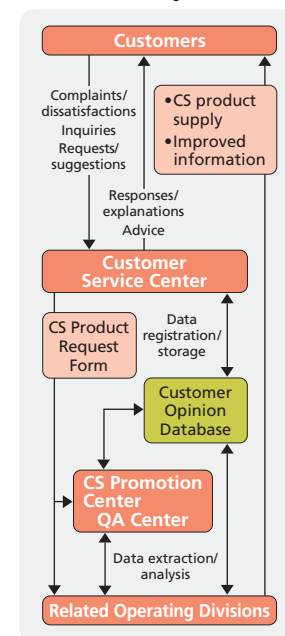 Customers
Complaints/
dissatisfactions
Inquiries
Requests/
suggestions
•CS product
supply
•Improved
information
Responses/
explanations
Advice
Customer
Service Center
CS Product
Request
Form
Data
registration/
storage
Customer
Opinion
Database
CS Promotion
Center
QA Center
Data extraction/
analysis
Related Operating Divisions